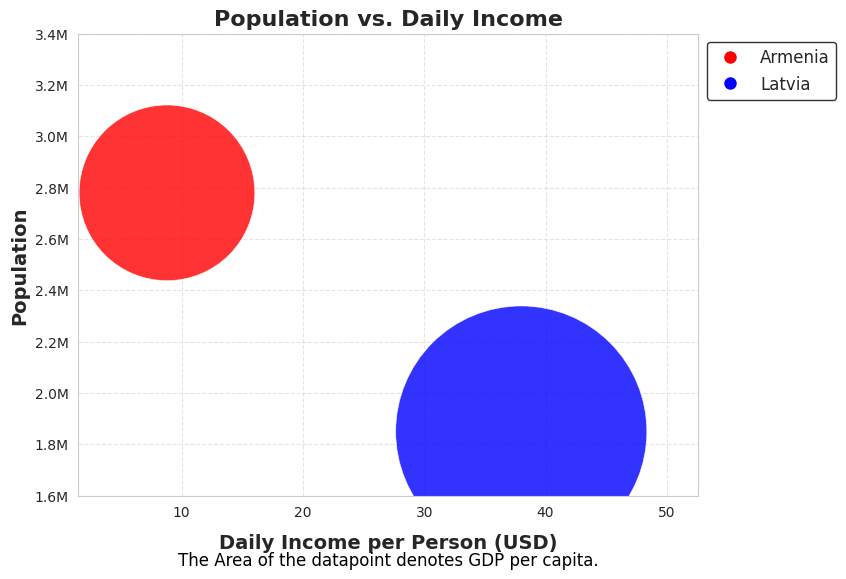 Population vs. Daily Income
Armenia
Latvia
Population
3.4M
3.2M
3.0M
2.8M
2.6M
2.4M
2.2M
2.0M
1.8M
1.6M
10 20 30 40 50
Daily Income per Person (USD)
The Area of the datapoint denotes GDP per capita.